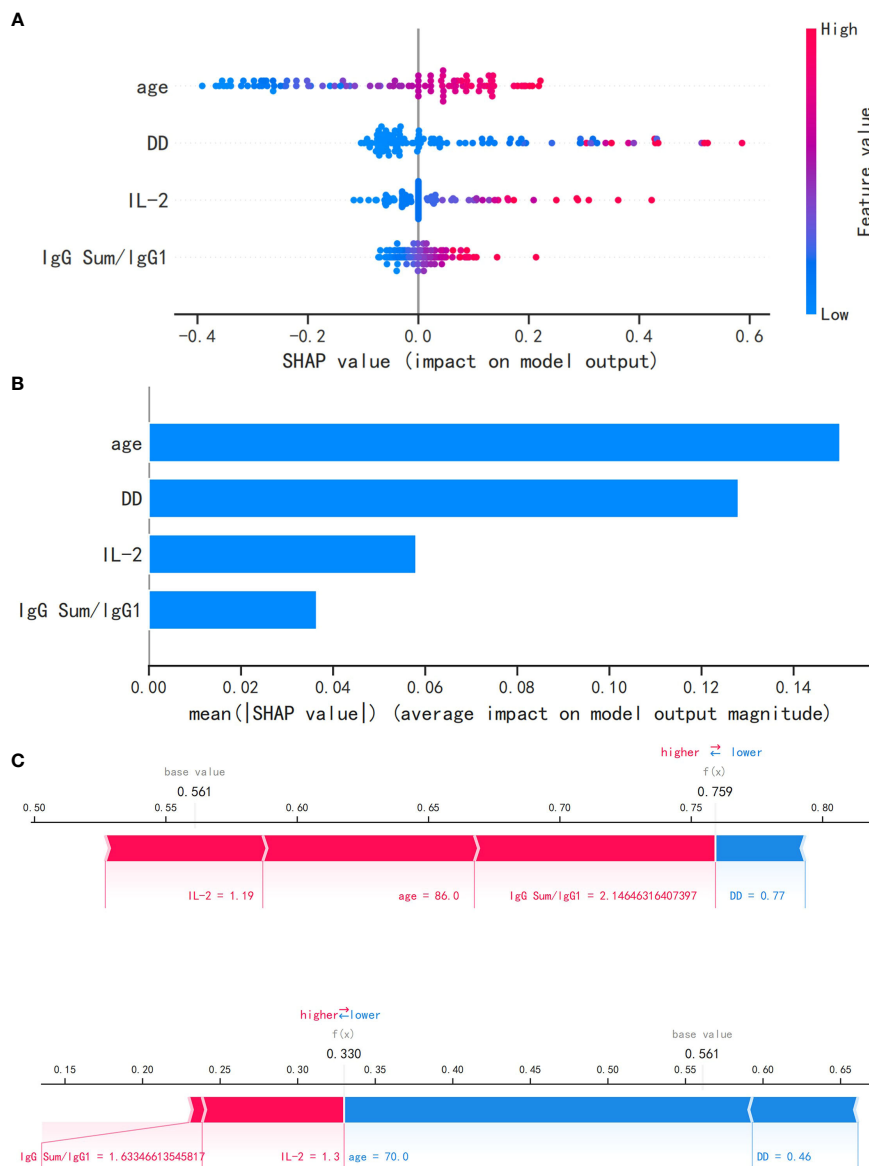 A
High
age
DD
IL-2
IgG Sum/IgG1
Feature value
Low
-0.4 -0.2 0.0 0.2 0.4 0.6
SHAP value (impact on model output)
B
age
DD
IL-2
IgG Sum/IgG1
0.00 0.02 0.04 0.06 0.08 0.10 0.12 0.14
mean(|SHAP value|) (average impact on model output magnitude)
C
higher → ← lower
base value f(x)
0.561 0.759
0.50 0.55 0.60 0.65 0.70 0.75 0.80
IL-2 = 1.19 age = 86.0 IgG Sum/IgG1 = 2.14646316407397 DD = 0.77
higher → ← lower
f(x) base value
0.330 0.561
0.15 0.20 0.25 0.30 0.35 0.40 0.45 0.50 0.55 0.60 0.65
IgG Sum/IgG1 = 1.63346613545817 IL-2 = 1.3 age = 70.0 DD = 0.46